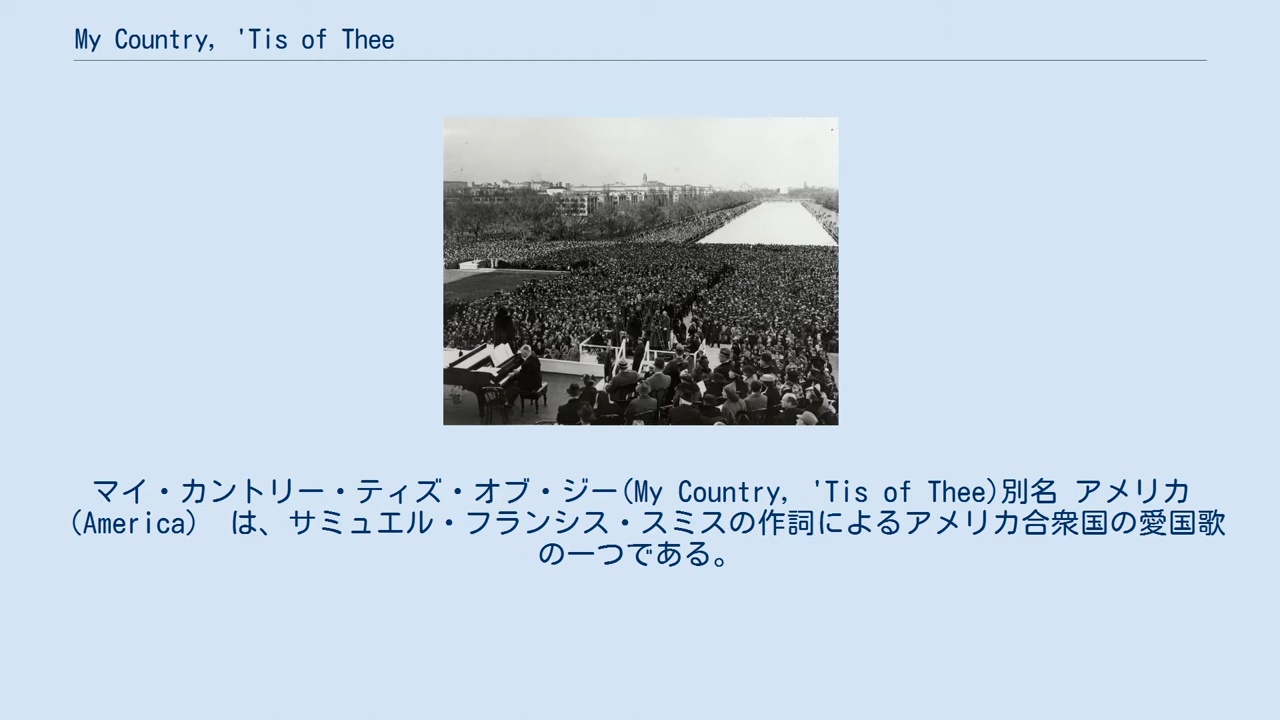 My Country, 'Tis of Thee
マイ・カントリー・ティズ・オブ・ジー(My Country, 'Tis of Thee)別名 アメリカ
(America)　は、サミュエル・フランシス・スミスの作詞によるアメリカ合衆国の愛国歌
の一つである。